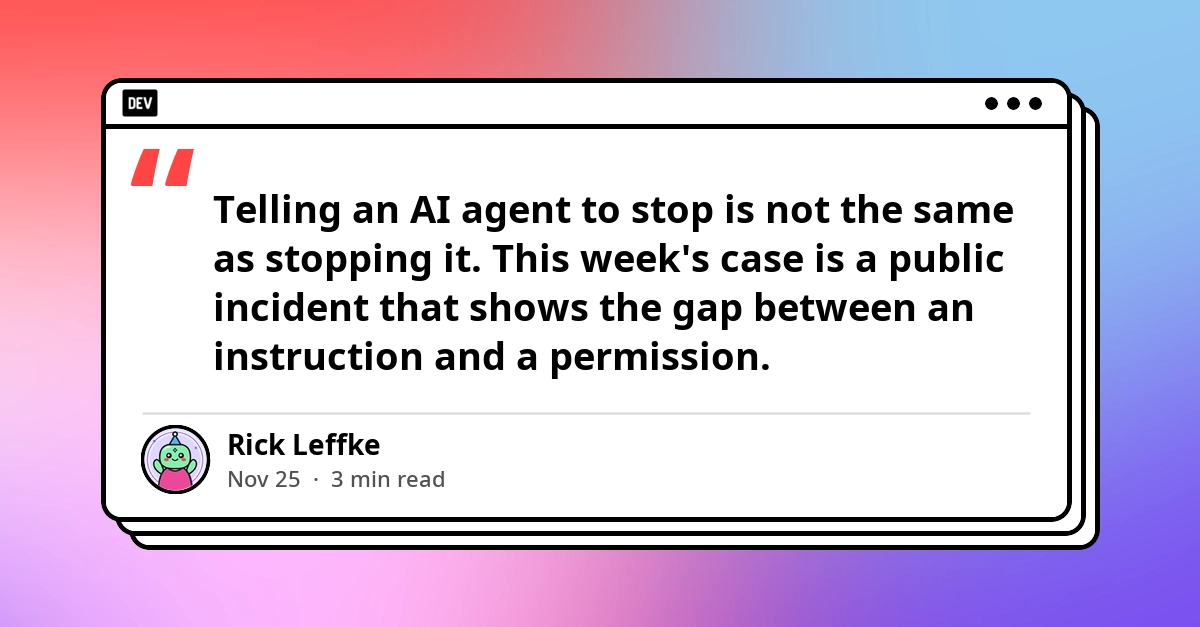 DEV
“
Telling an AI agent to stop is not the same
as stopping it. This week's case is a public
incident that shows the gap between an
instruction and a permission.
Rick Leffke
Nov 25 · 3 min read